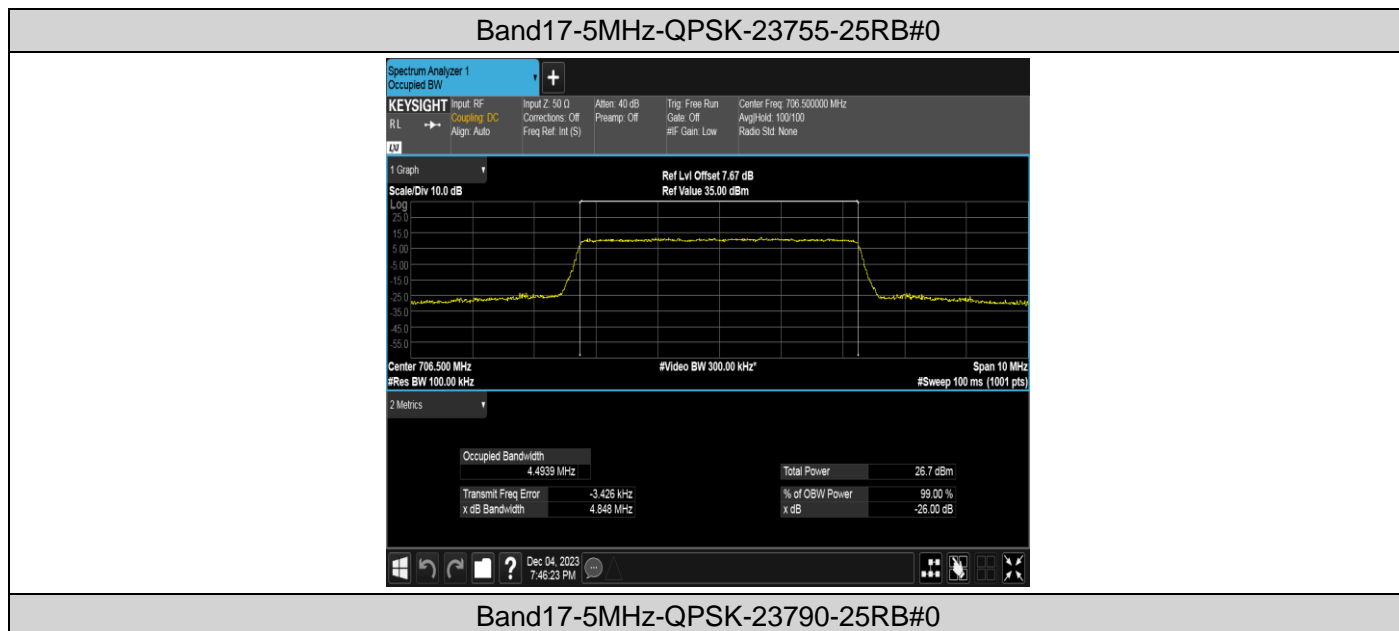 Band17-5MHz-QPSK-23755-25RB#0
Spectrum Analyzer 1
Occupied BW
+
KEYSIGHT Input: RF Input Z: 50 Ω Atten: 40 dB Trig: Free Run Center Freq: 706.500000 MHz
RL Coupling: DC Corrections: Off Preamp: Off Gate: Off Avg|Hold: 100/100
Align: Auto Freq Ref: Int (S) #IF Gain: Low Radio Std: None
LXI
1 Graph Ref Lvl Offset 7.67 dB
Scale/Div 10.0 dB Ref Value 35.00 dBm
Log
25.0
15.0
5.00
-5.00
-15.0
-25.0
-35.0
-45.0
-55.0
Center 706.500 MHz #Video BW 300.00 kHz* Span 10 MHz
#Res BW 100.00 kHz #Sweep 100 ms (1001 pts)
2 Metrics
Occupied Bandwidth
4.4939 MHz Total Power 26.7 dBm
Transmit Freq Error -3.426 kHz % of OBW Power 99.00 %
x dB Bandwidth 4.848 MHz x dB -26.00 dB
? Dec 04, 2023
7:46:23 PM
Band17-5MHz-QPSK-23790-25RB#0